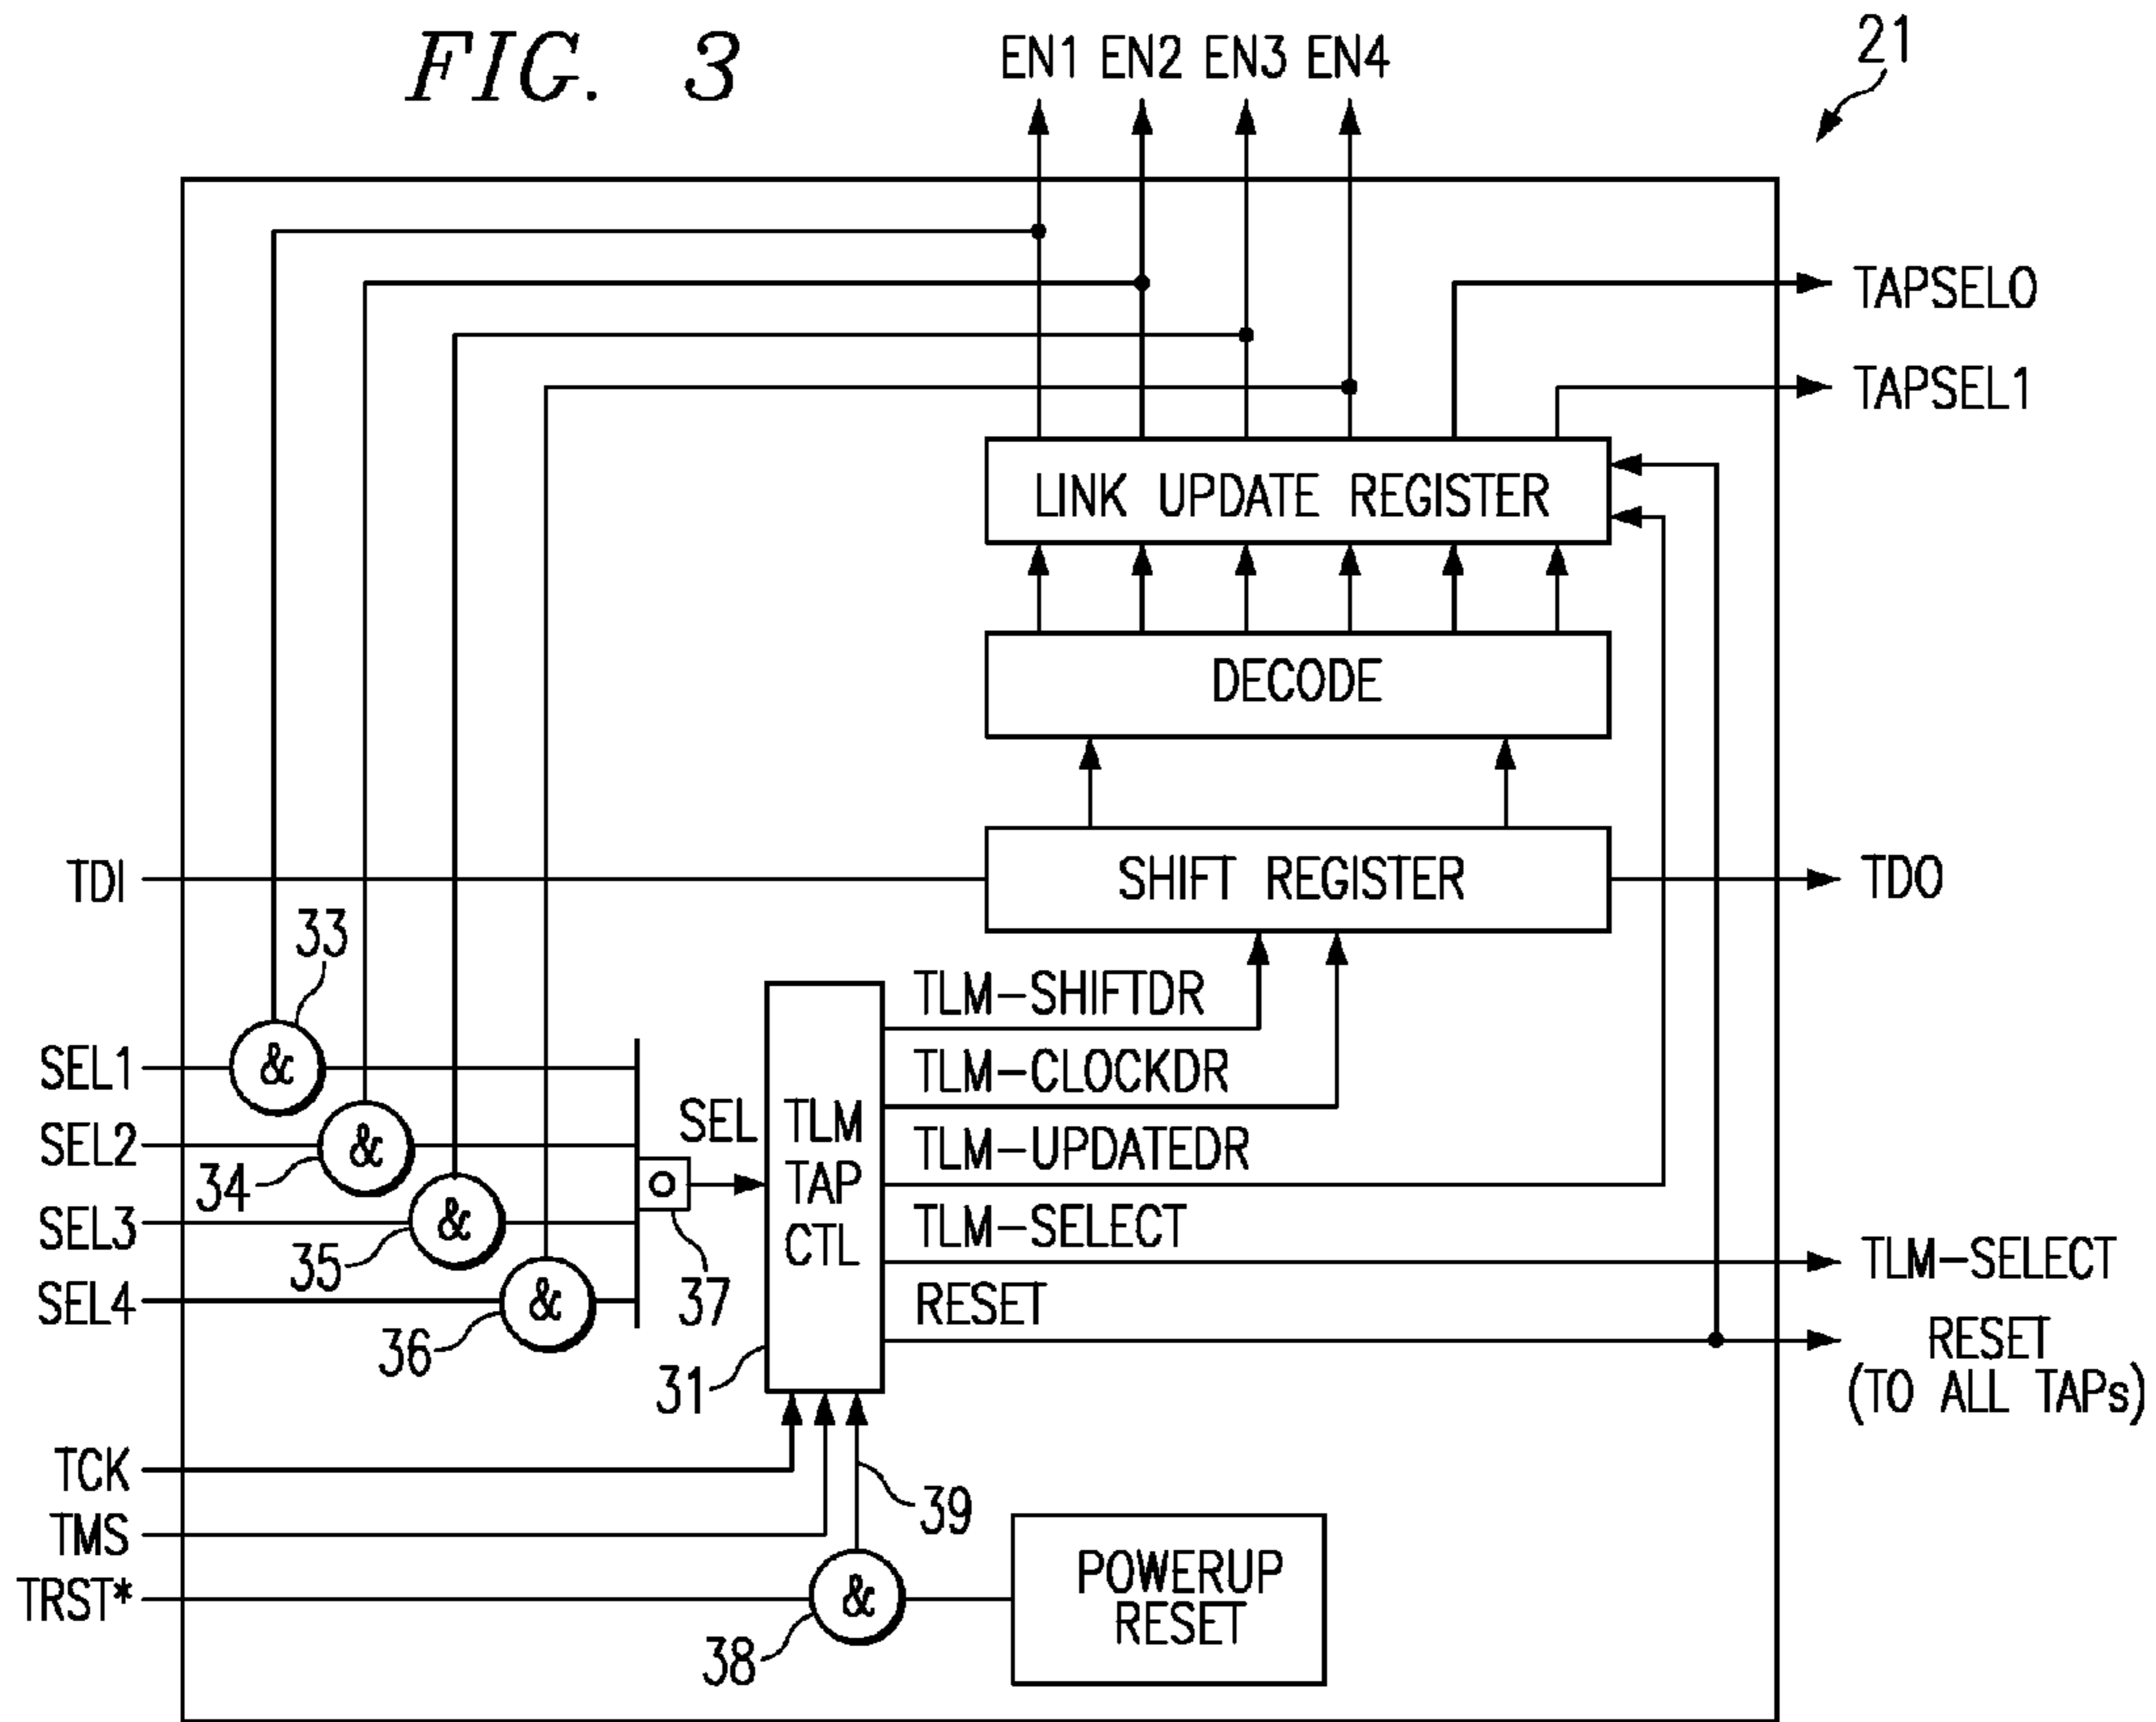 FIG. 3
EN1 EN2 EN3 EN4
21
TAPSEL0
TAPSEL1
LINK UPDATE REGISTER
DECODE
TDI
SHIFT REGISTER
TDO
33
TLM-SHIFTDR
SEL1
&
TLM-CLOCKDR
SEL2
&
34
SEL
TLM
TAP
CTL
TLM-UPDATEDR
SEL3
&
35
37
TLM-SELECT
TLM-SELECT
SEL4
&
36
31
RESET
RESET
(TO ALL TAPs)
TCK
39
TMS
TRST*
&
38
POWERUP
RESET